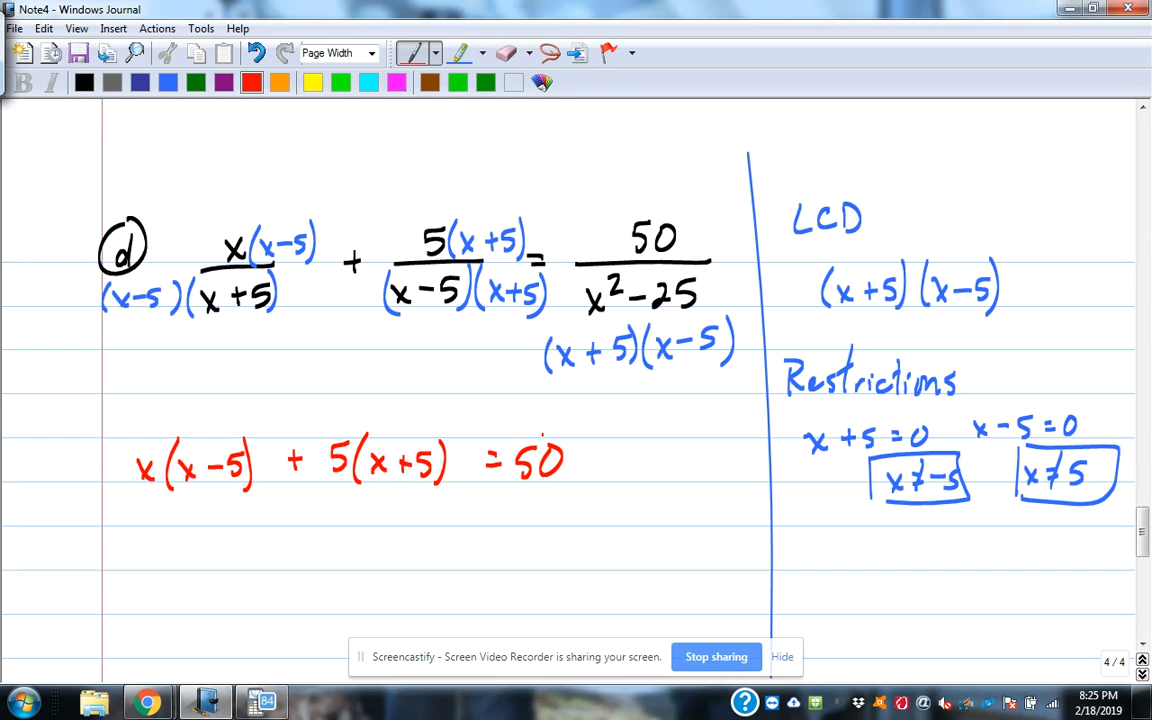 Note4 - Windows Journal
File Edit View Insert Actions Tools Help
Page Width
B I
d x(x-5) + 5(x+5) = 50
(x-5)(x+5) (x-5)(x+5) x²-25
(x+5)(x-5)
x(x-5) + 5(x+5) = 50
LCD
(x+5)(x-5)
Restrictions
x+5=0 x-5=0
x≠-5 x≠5
Screencastify - Screen Video Recorder is sharing your screen. Stop sharing Hide
4 / 4
84
8:25 PM
2/18/2019